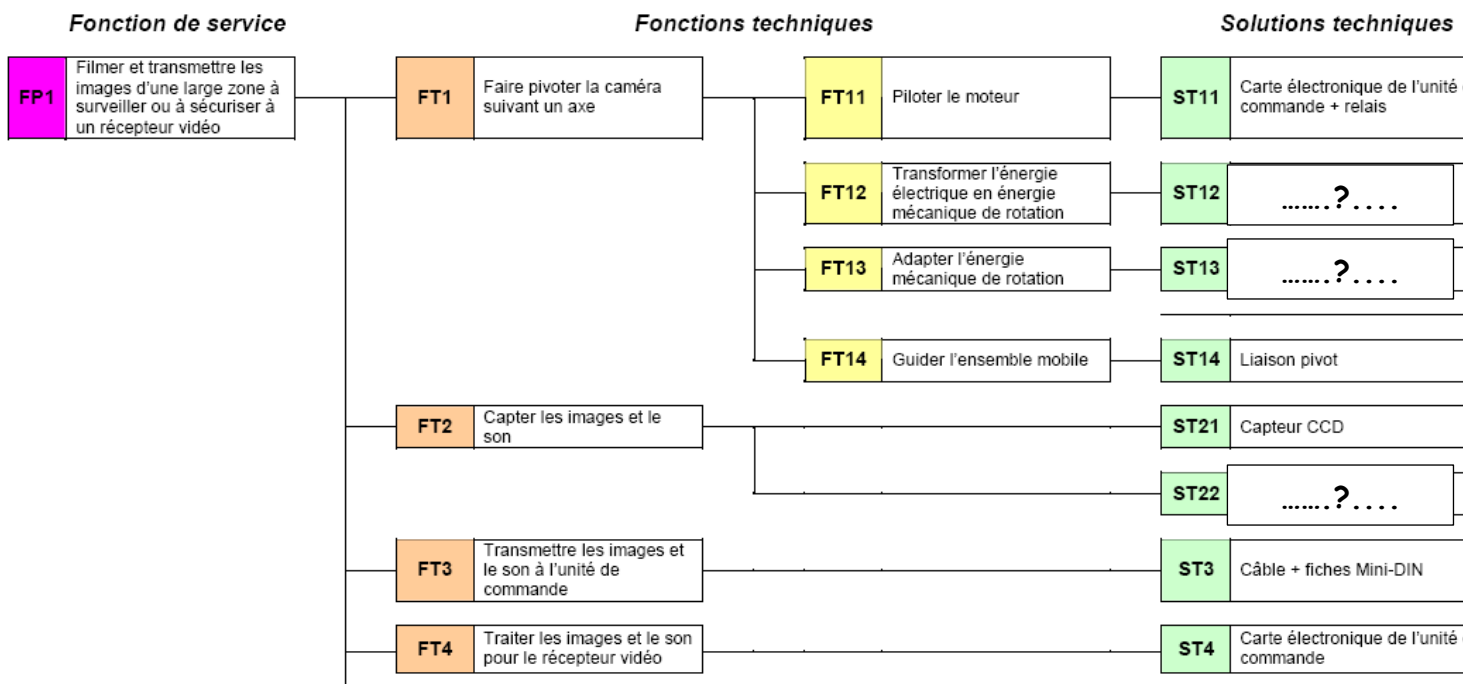 Fonction de service
Fonctions techniques
Solutions techniques
FP1
Filmer et transmettre les
images d'une large zone à
surveiller ou à sécuriser à
un récepteur vidéo
FT1
Faire pivoter la caméra
suivant un axe
FT11
Piloter le moteur
ST11
Carte électronique de l'unité
commande + relais
FT12
Transformer l'énergie
électrique en énergie
mécanique de rotation
ST12
.......?....
FT13
Adapter l'énergie
mécanique de rotation
ST13
.......?....
FT14
Guider l'ensemble mobile
ST14
Liaison pivot
FT2
Capter les images et le
son
ST21
Capteur CCD
ST22
.......?....
FT3
Transmettre les images et
le son à l'unité de
commande
ST3
Câble + fiches Mini-DIN
FT4
Traiter les images et le son
pour le récepteur vidéo
ST4
Carte électronique de l'unité
commande